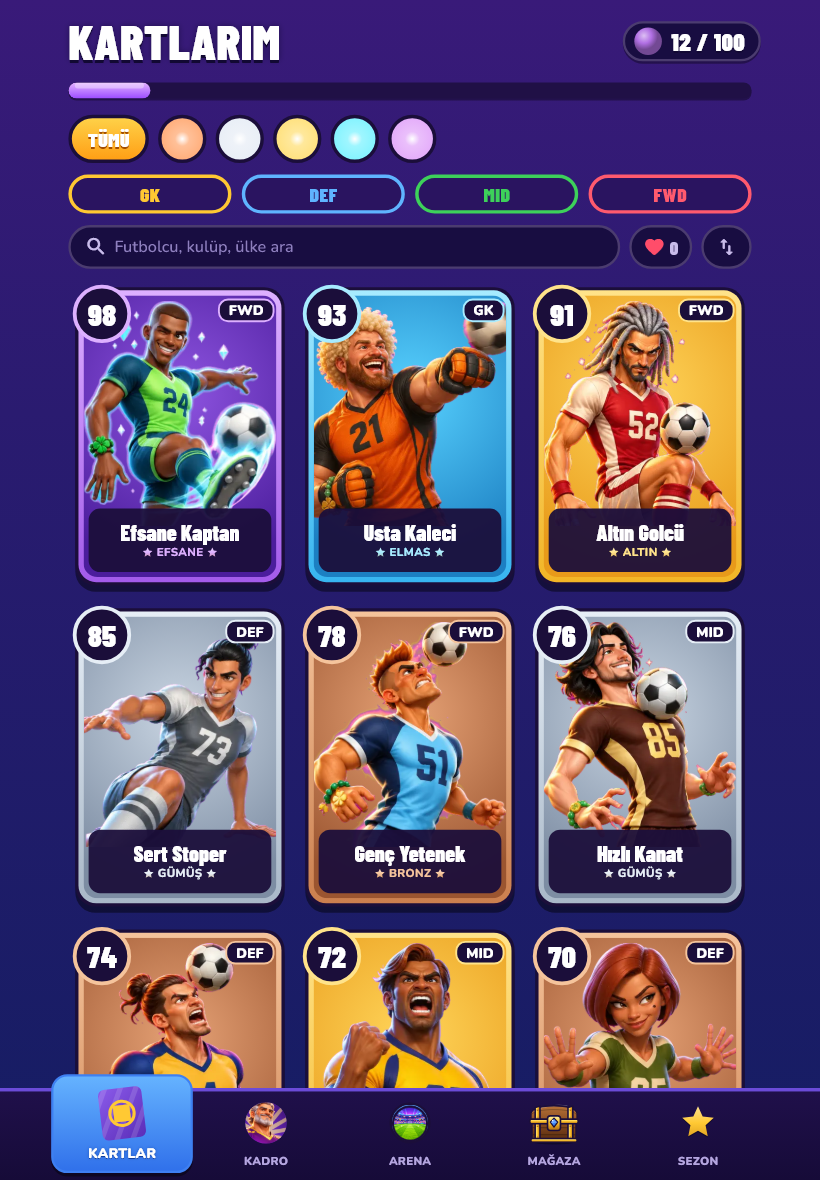 KARTLARIM
12 / 100
TÜMÜ
GK DEF MID FWD
Futbolcu, kulüp, ülke ara
0
98 FWD
24
Efsane Kaptan
★ EFSANE ★
93 GK
21
Usta Kaleci
★ ELMAS ★
91 FWD
52
Altın Golcü
★ ALTIN ★
85 DEF
73
Sert Stoper
★ GÜMÜŞ ★
78 FWD
51
Genç Yetenek
★ BRONZ ★
76 MID
85
Hızlı Kanat
★ GÜMÜŞ ★
74 DEF
72 MID
70 DEF
KARTLAR
KADRO
ARENA
MAĞAZA
SEZON